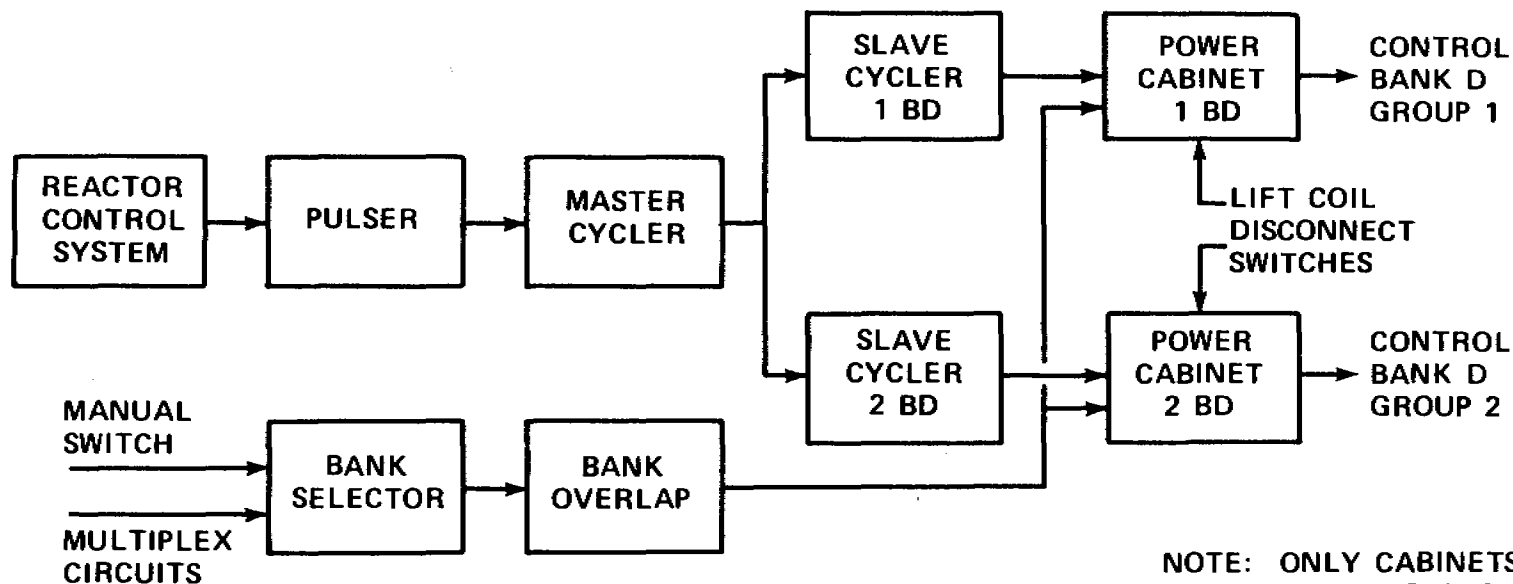 REACTOR
CONTROL
SYSTEM
PULSER
MASTER
CYCLER
SLAVE
CYCLER
1 BD
POWER
CABINET
1 BD
CONTROL
BANK D
GROUP 1
LIFT COIL
DISCONNECT
SWITCHES
SLAVE
CYCLER
2 BD
POWER
CABINET
2 BD
CONTROL
BANK D
GROUP 2
MANUAL
SWITCH
MULTIPLEX
CIRCUITS
BANK
SELECTOR
BANK
OVERLAP
NOTE: ONLY CABINETS